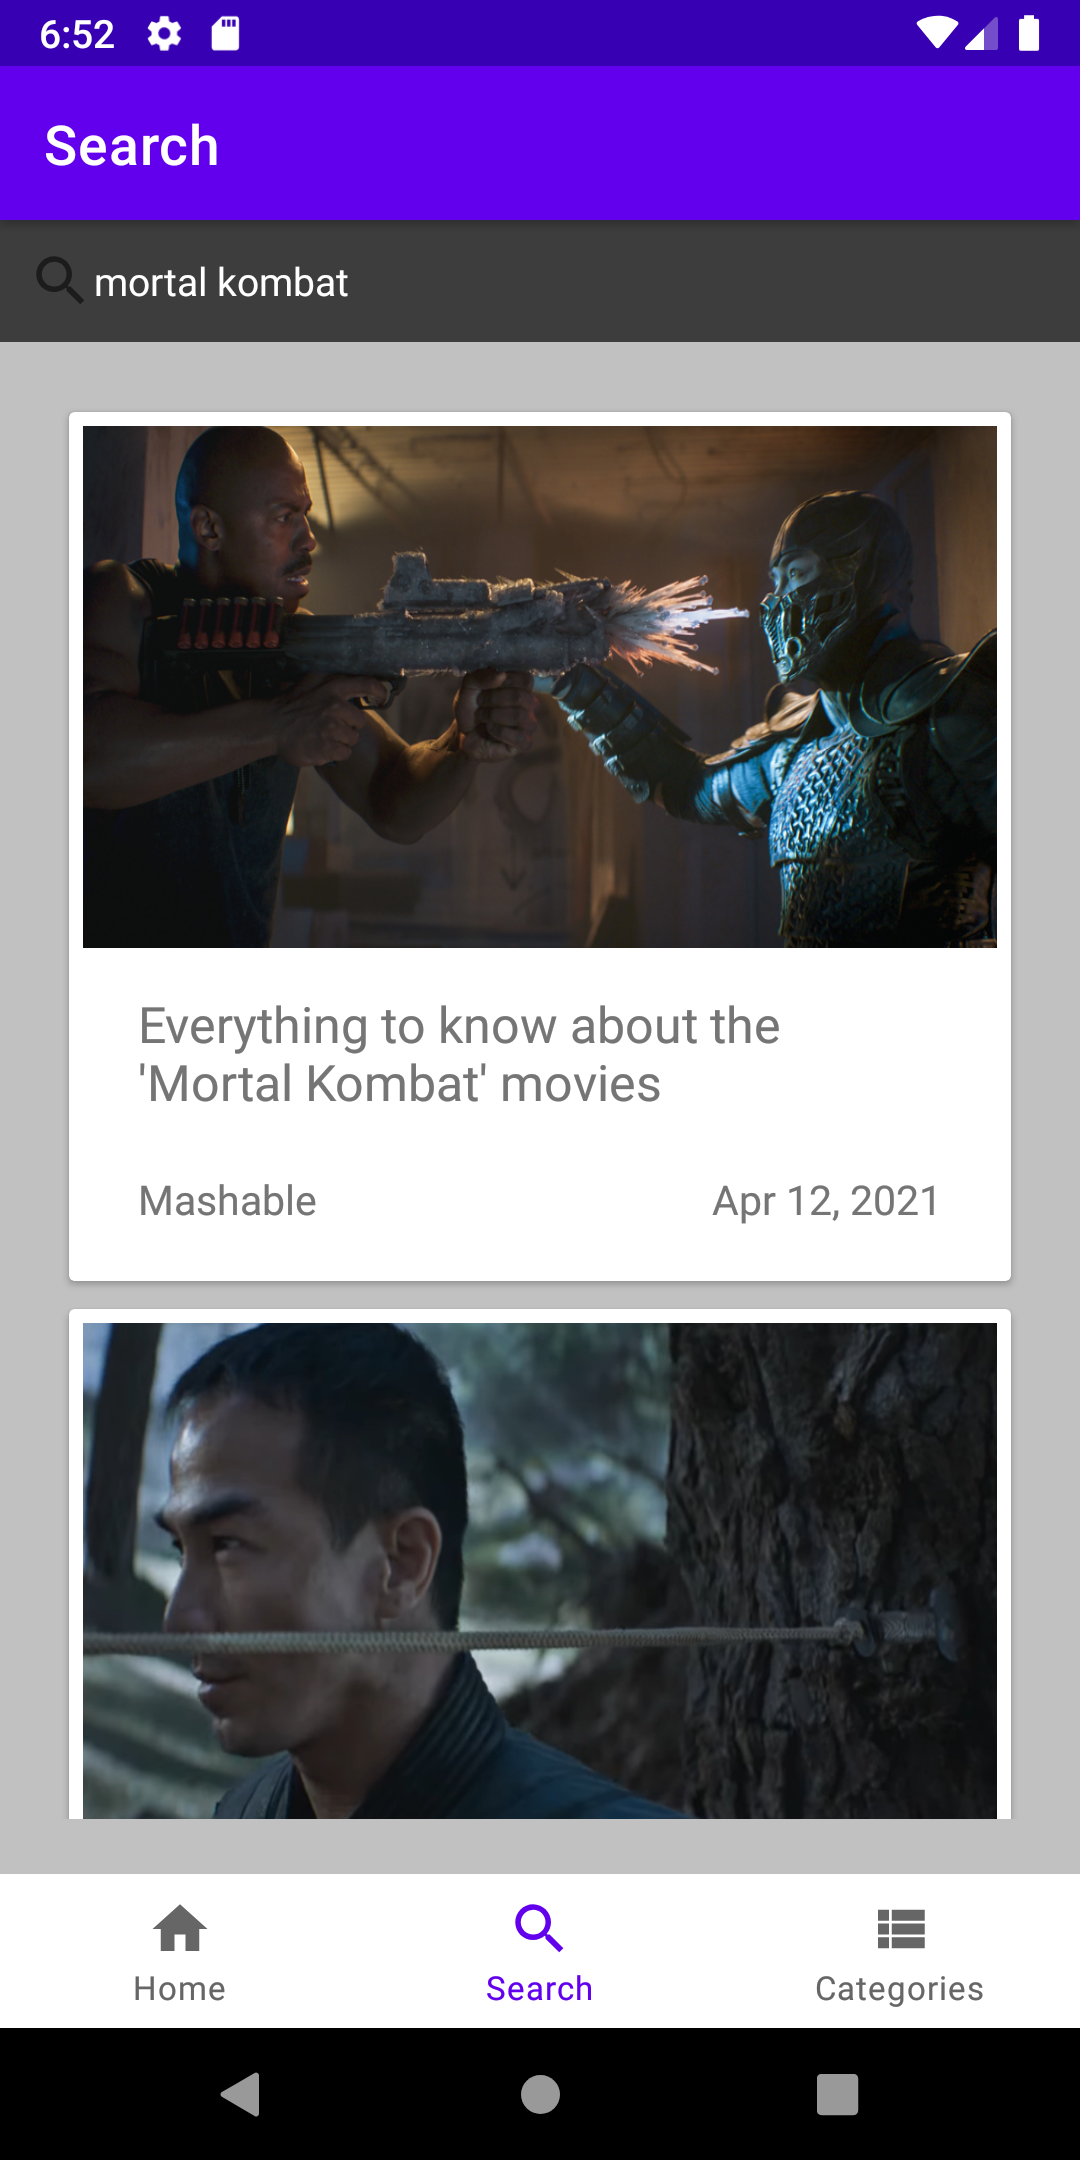 6:52
Search
mortal kombat
Everything to know about the
'Mortal Kombat' movies
Mashable
Apr 12, 2021
Home
Search
Categories